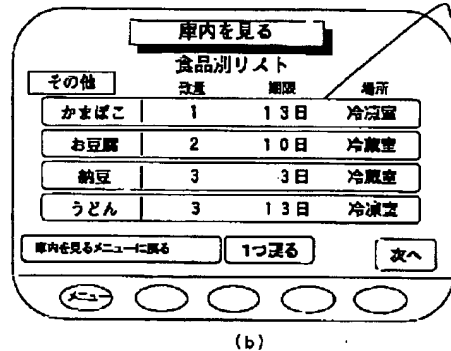 庫内を見る
食品別リスト
その他 数量 期限 場所
かまぼこ 1 13日 冷凍室
お豆腐 2 10日 冷蔵室
納豆 3 3日 冷蔵室
うどん 3 13日 冷凍室
庫内を見るメニューに戻る 1つ戻る 次へ
メニュー
(b)